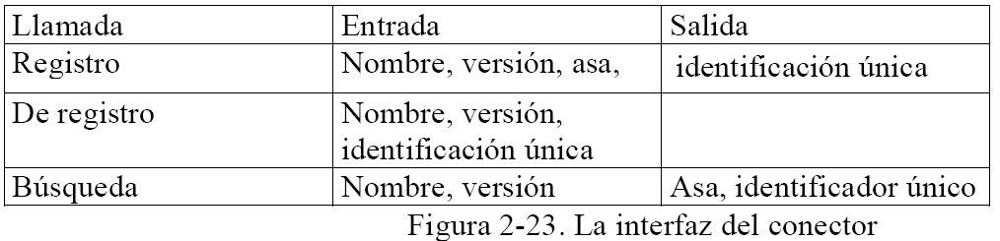 Llamada Entrada Salida
Registro Nombre, versión, asa, identificación única
De registro Nombre, versión,
identificación única
Búsqueda Nombre, versión Asa, identificador único
Figura 2-23. La interfaz del conector